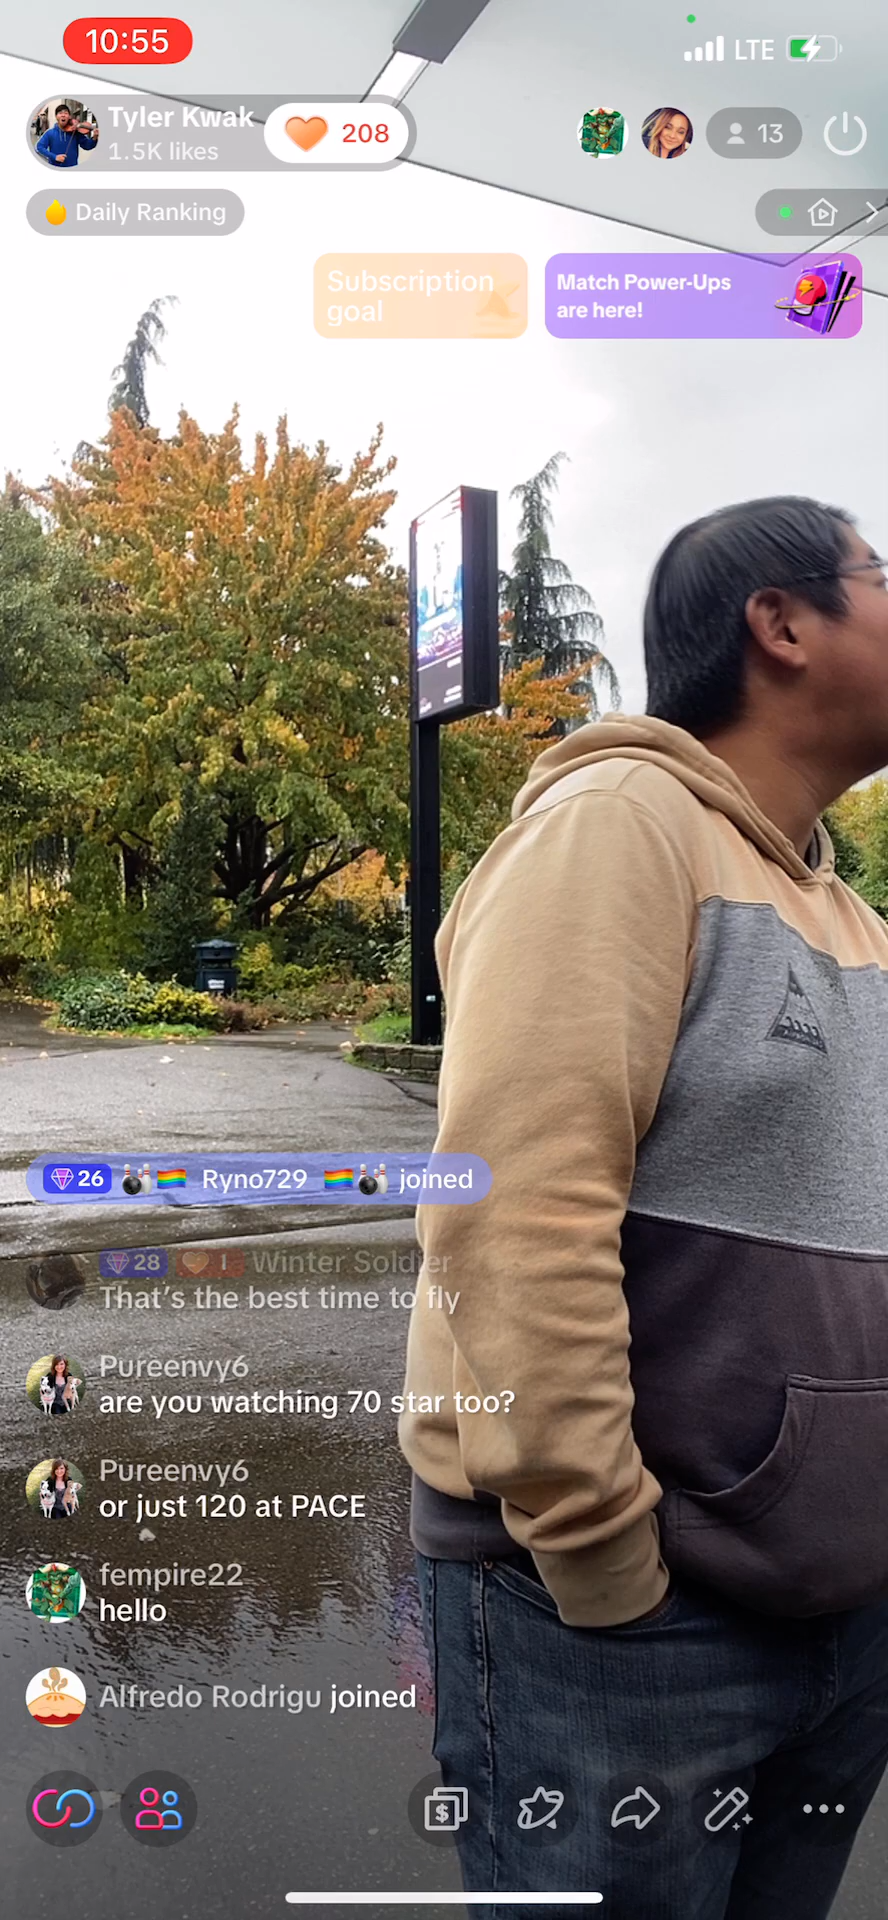 10:55
LTE
Tyler Kwak
1.5K likes
208
13
Daily Ranking
Subscription
goal
Match Power-Ups
are here!
26 Ryno729 joined
28 1 Winter Soldier
That's the best time to fly
Pureenvy6
are you watching 70 star too?
Pureenvy6
or just 120 at PACE
fempire22
hello
Alfredo Rodrigu joined